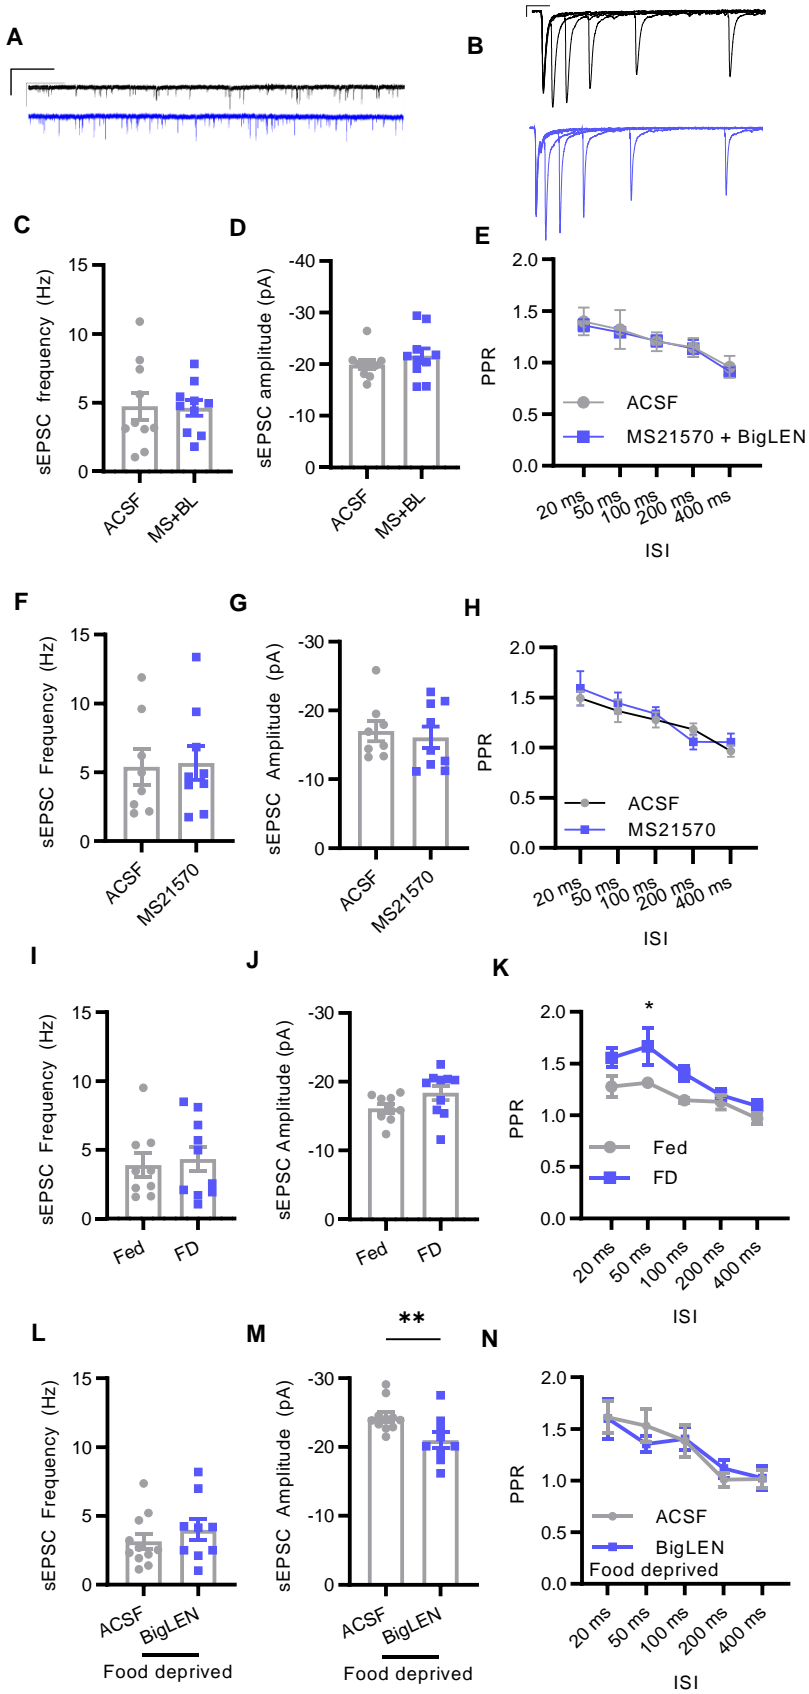 A
B
C
D
E
sEPSC frequency (Hz)
15
10
5
0
ACSF
MS+BL
sEPSC amplitude (pA)
-40
-30
-20
-10
0
ACSF
MS+BL
PPR
2.0
1.5
1.0
0.5
0.0
ACSF
MS21570 + BigLEN
20 ms
50 ms
100 ms
200 ms
400 ms
ISI
F
G
H
sEPSC Frequency (Hz)
15
10
5
0
ACSF
MS21570
sEPSC Amplitude (pA)
-30
-20
-10
0
ACSF
MS21570
PPR
2.0
1.5
1.0
0.5
0.0
ACSF
MS21570
20 ms
50 ms
100 ms
200 ms
400 ms
ISI
I
J
K
sEPSC Frequency (Hz)
15
10
5
0
Fed
FD
sEPSC Amplitude (pA)
-30
-20
-10
0
Fed
FD
PPR
2.0
1.5
1.0
0.5
0.0
*
Fed
FD
20 ms
50 ms
100 ms
200 ms
400 ms
ISI
L
M
N
sEPSC Frequency (Hz)
15
10
5
0
ACSF
BigLEN
Food deprived
**
sEPSC Amplitude (pA)
-30
-20
-10
0
ACSF
BigLEN
Food deprived
PPR
2.0
1.5
1.0
0.5
0.0
ACSF
BigLEN
Food deprived
20 ms
50 ms
100 ms
200 ms
400 ms
ISI